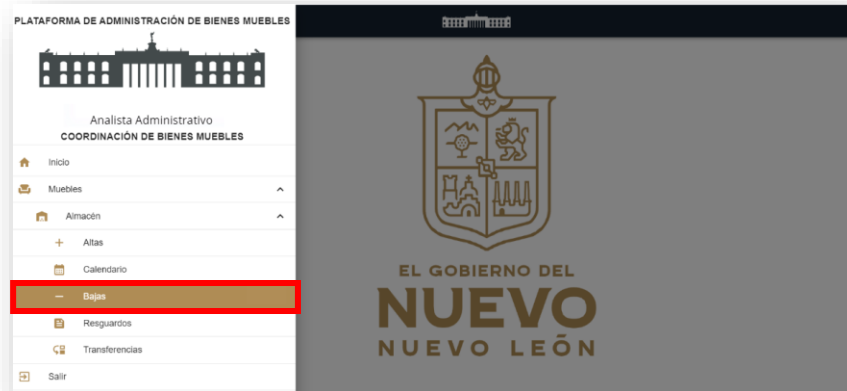 PLATAFORMA DE ADMINISTRACIÓN DE BIENES MUEBLES
Analista Administrativo
COORDINACIÓN DE BIENES MUEBLES
Inicio
Muebles
Almacén
Altas
Calendario
Bajas
Resguardos
Transferencias
Salir
EL GOBIERNO DEL
NUEVO
NUEVO LEÓN